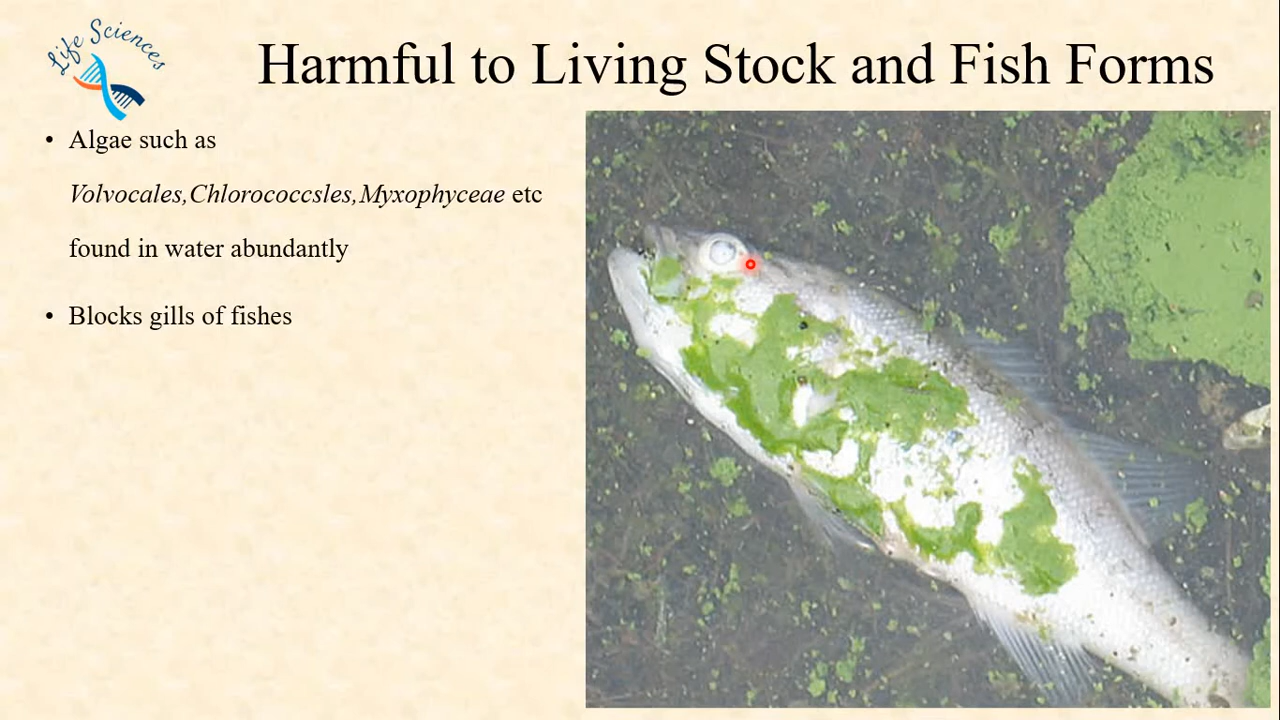 Life Sciences
Harmful to Living Stock and Fish Forms
• Algae such as
Volvocales,Chlorococcsles,Myxophyceae etc
found in water abundantly
• Blocks gills of fishes